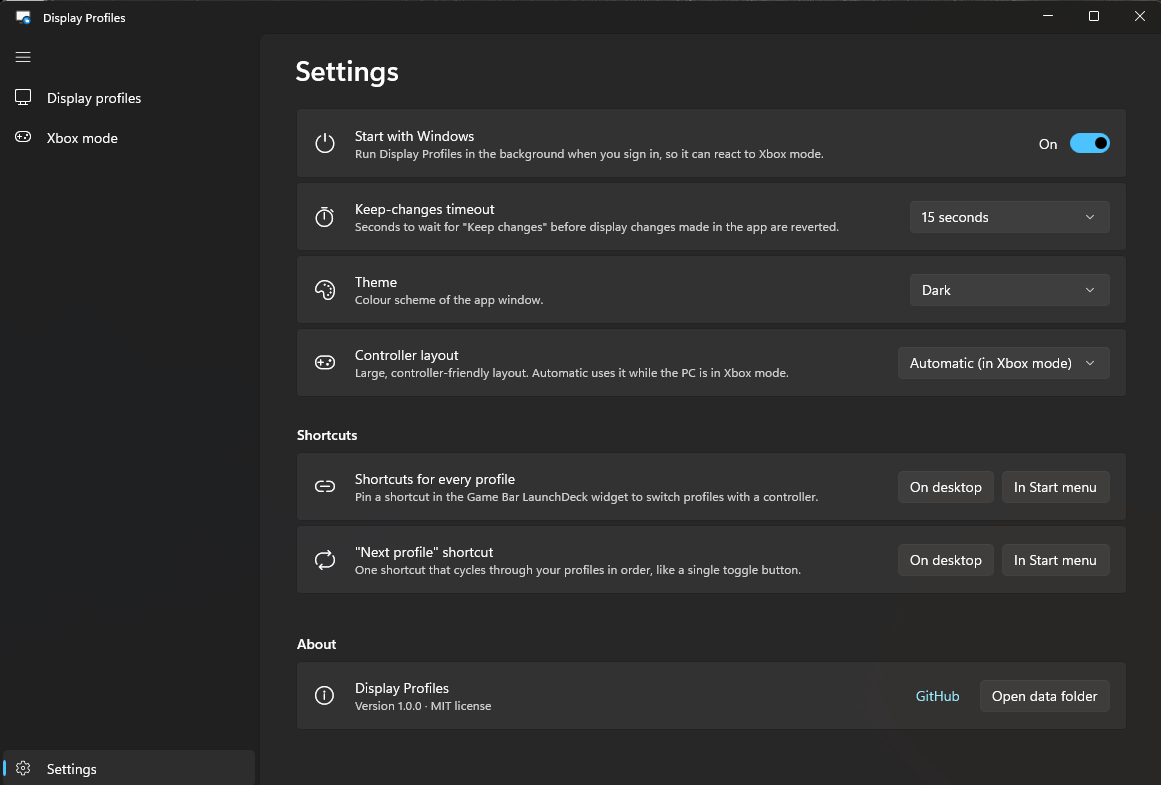 Display Profiles
Display profiles
Xbox mode
Settings
Start with Windows
Run Display Profiles in the background when you sign in, so it can react to Xbox mode.
On
Keep-changes timeout
Seconds to wait for "Keep changes" before display changes made in the app are reverted.
15 seconds
Theme
Colour scheme of the app window.
Dark
Controller layout
Large, controller-friendly layout. Automatic uses it while the PC is in Xbox mode.
Automatic (in Xbox mode)
Shortcuts
Shortcuts for every profile
Pin a shortcut in the Game Bar LaunchDeck widget to switch profiles with a controller.
On desktop
In Start menu
"Next profile" shortcut
One shortcut that cycles through your profiles in order, like a single toggle button.
On desktop
In Start menu
About
Display Profiles
Version 1.0.0 · MIT license
GitHub
Open data folder
Settings